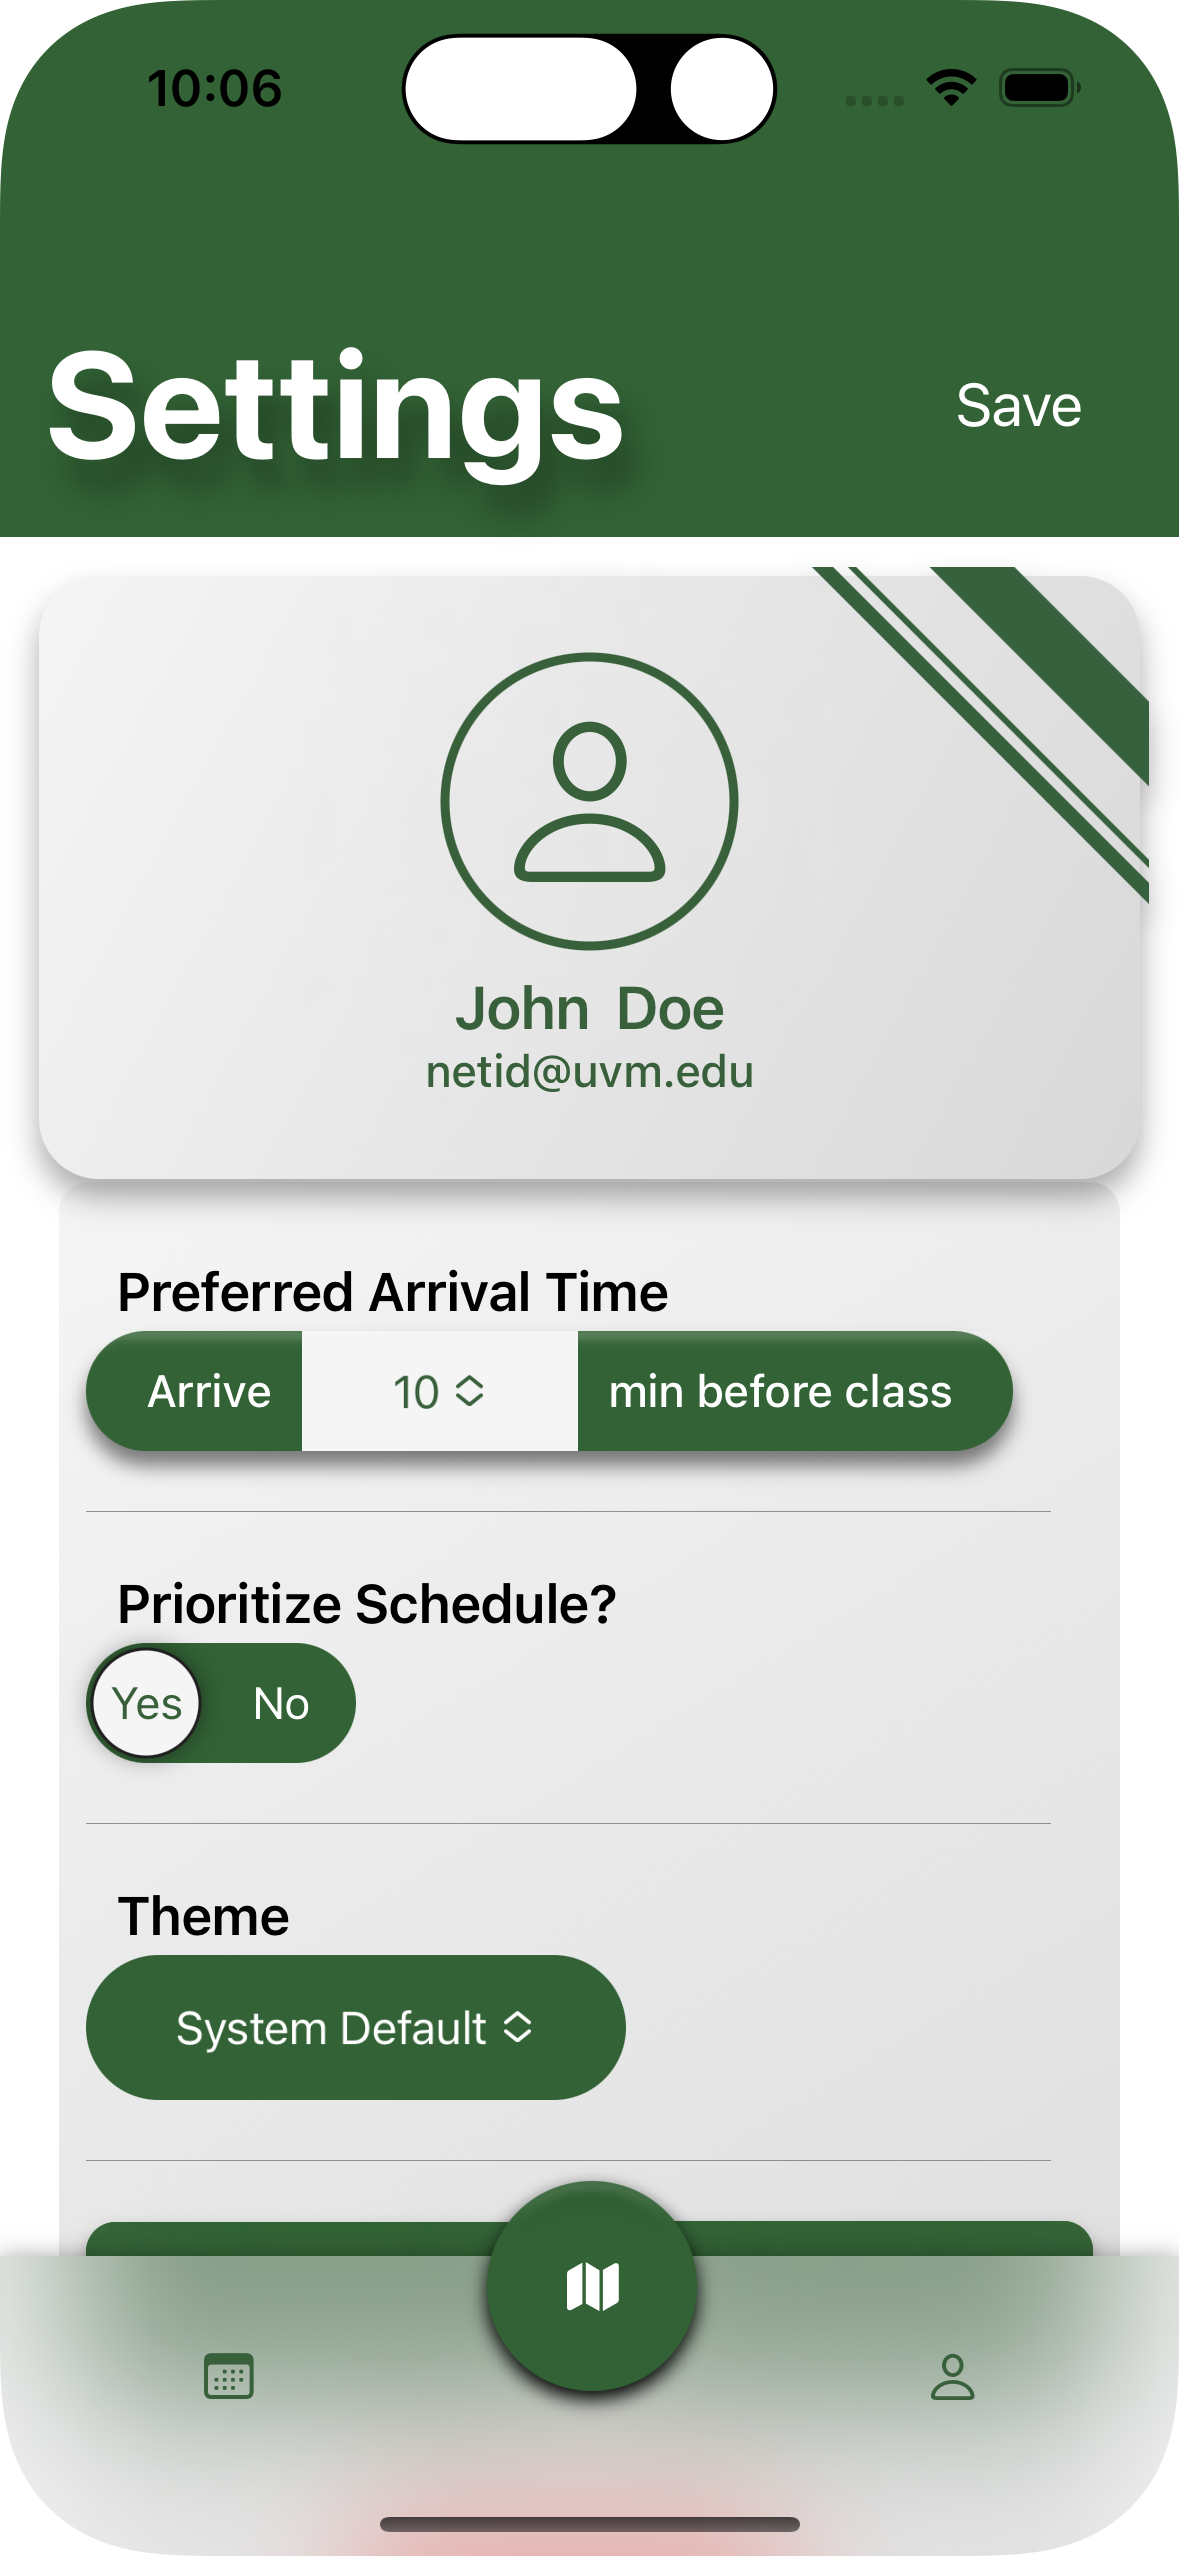 10:06
Settings
Save
John Doe
netid@uvm.edu
Preferred Arrival Time
Arrive 10 min before class
Prioritize Schedule?
Yes No
Theme
System Default